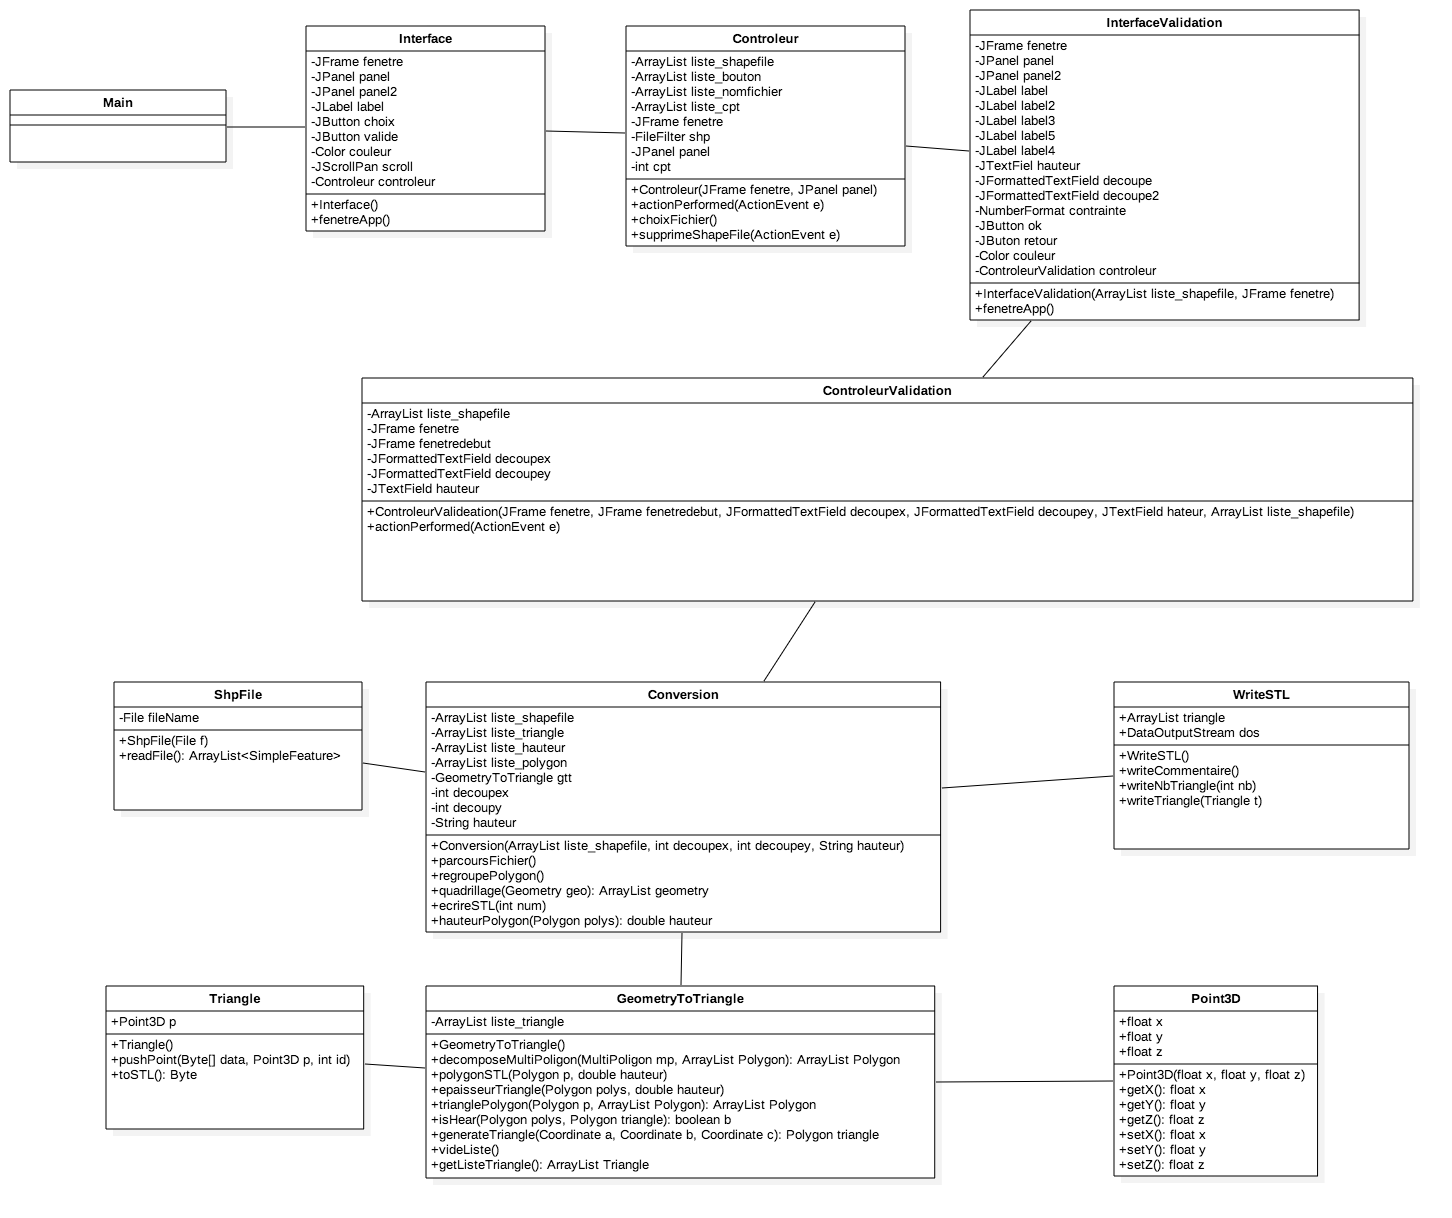 Main
Interface
-JFrame fenetre
-JPanel panel
-JPanel panel2
-JLabel label
-JButton choix
-JButton valide
-Color couleur
-JScrollPan scroll
-Controleur controleur
+Interface()
+fenetreApp()
Controleur
-ArrayList liste_shapefile
-ArrayList liste_bouton
-ArrayList liste_nomfichier
-ArrayList liste_cpt
-JFrame fenetre
-FileFilter shp
-JPanel panel
-int cpt
+Controleur(JFrame fenetre, JPanel panel)
+actionPerformed(ActionEvent e)
+choixFichier()
+supprimeShapeFile(ActionEvent e)
InterfaceValidation
-JFrame fenetre
-JPanel panel
-JPanel panel2
-JLabel label
-JLabel label2
-JLabel label3
-JLabel label5
-JLabel label4
-JTextFiel hauteur
-JFormattedTextField decoupe
-JFormattedTextField decoupe2
-NumberFormat contrainte
-JButton ok
-JButon retour
-Color couleur
-ControleurValidation controleur
+InterfaceValidation(ArrayList liste_shapefile, JFrame fenetre)
+fenetreApp()
ControleurValidation
-ArrayList liste_shapefile
-JFrame fenetre
-JFrame fenetredebut
-JFormattedTextField decoupex
-JFormattedTextField decoupey
-JTextField hauteur
+ControleurValideation(JFrame fenetre, JFrame fenetredebut, JFormattedTextField decoupex, JFormattedTextField decoupey, JTextField hateur, ArrayList liste_shapefile)
+actionPerformed(ActionEvent e)
ShpFile
-File fileName
+ShpFile(File f)
+readFile(): ArrayList<SimpleFeature>
Conversion
-ArrayList liste_shapefile
-ArrayList liste_triangle
-ArrayList liste_hauteur
-ArrayList liste_polygon
-GeometryToTriangle gtt
-int decoupex
-int decoupy
-String hauteur
+Conversion(ArrayList liste_shapefile, int decoupex, int decoupey, String hauteur)
+parcoursFichier()
+regroupePolygon()
+quadrillage(Geometry geo): ArrayList geometry
+ecrireSTL(int num)
+hauteurPolygon(Polygon polys): double hauteur
WriteSTL
+ArrayList triangle
+DataOutputStream dos
+WriteSTL()
+writeCommentaire()
+writeNbTriangle(int nb)
+writeTriangle(Triangle t)
Triangle
+Point3D p
+Triangle()
+pushPoint(Byte[] data, Point3D p, int id)
+toSTL(): Byte
GeometryToTriangle
-ArrayList liste_triangle
+GeometryToTriangle()
+decomposeMultiPoligon(MultiPoligon mp, ArrayList Polygon): ArrayList Polygon
+polygonSTL(Polygon p, double hauteur)
+epaisseurTriangle(Polygon polys, double hauteur)
+trianglePolygon(Polygon p, ArrayList Polygon): ArrayList Polygon
+isHear(Polygon polys, Polygon triangle): boolean b
+generateTriangle(Coordinate a, Coordinate b, Coordinate c): Polygon triangle
+videListe()
+getListeTriangle(): ArrayList Triangle
Point3D
+float x
+float y
+float z
+Point3D(float x, float y, float z)
+getX(): float x
+getY(): float y
+getZ(): float z
+setX(): float x
+setY(): float y
+setZ(): float z